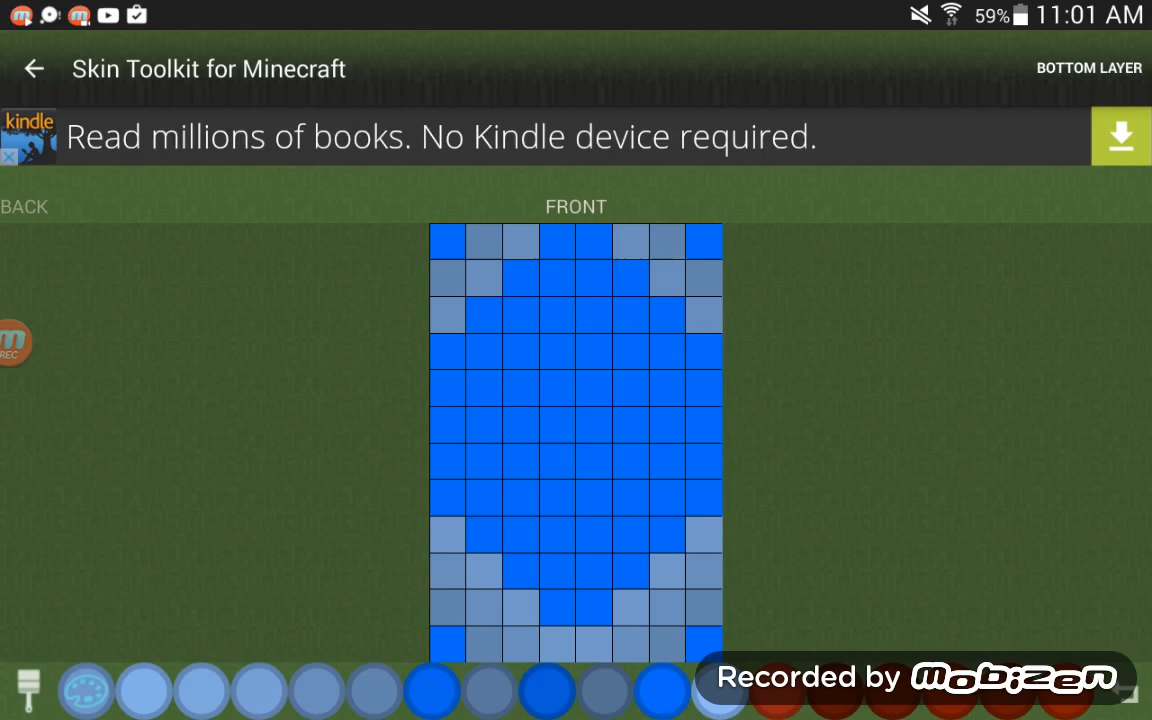 59% 11:01 AM
Skin Toolkit for Minecraft
BOTTOM LAYER
kindle
Read millions of books. No Kindle device required.
BACK
FRONT
m
REC
Recorded by mobizen